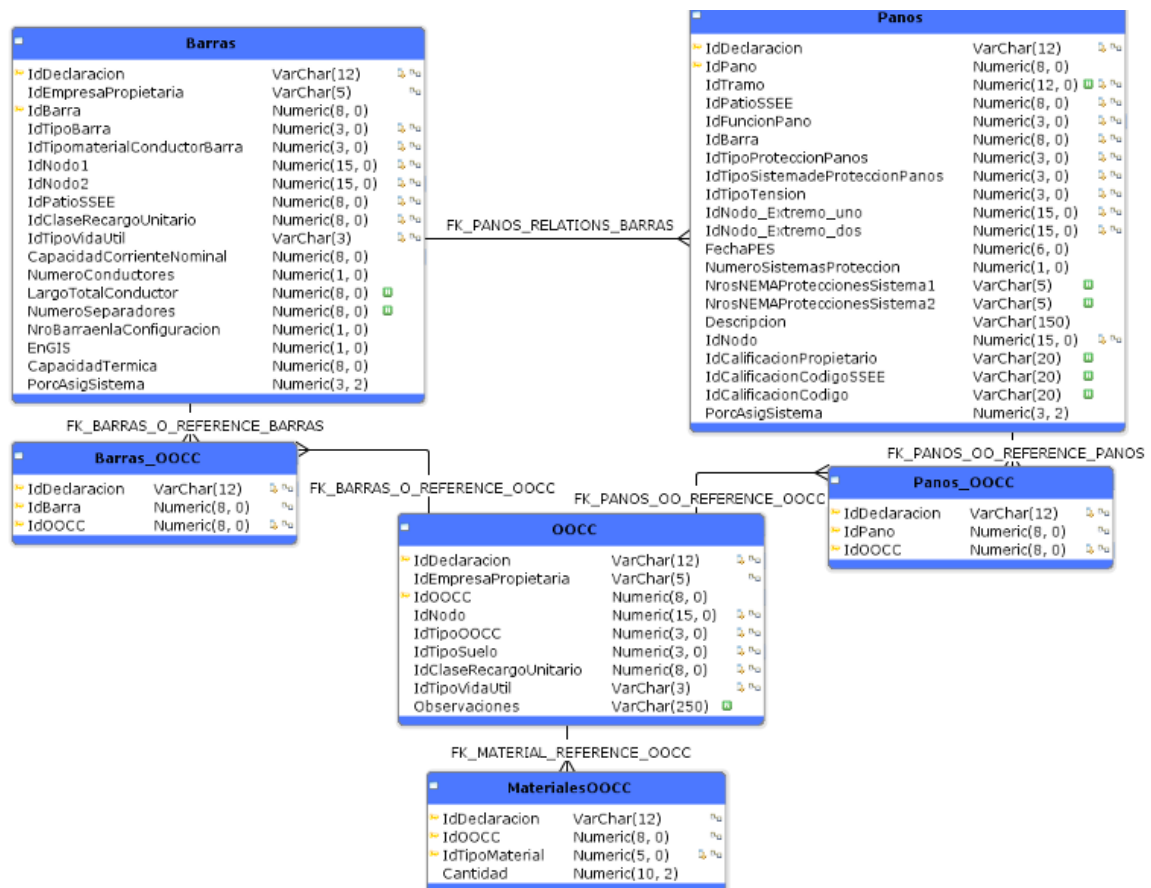 Barras
IdDeclaracion VarChar(12)
IdEmpresaPropietaria VarChar(5)
IdBarra Numeric(8, 0)
IdTipoBarra Numeric(3, 0)
IdTipomaterialConductorBarra Numeric(3, 0)
IdNodo1 Numeric(15, 0)
IdNodo2 Numeric(15, 0)
IdPatioSSEE Numeric(8, 0)
IdClaseRecargoUnitario Numeric(8, 0)
IdTipoVidaUtil VarChar(3)
CapacidadCorrienteNominal Numeric(8, 0)
NumeroConductores Numeric(1, 0)
LargoTotalConductor Numeric(8, 0)
NumeroSeparadores Numeric(8, 0)
NroBarraenlaConfiguracion Numeric(1, 0)
EnGIS Numeric(1, 0)
CapacidadTermica Numeric(8, 0)
PorcAsigSistema Numeric(3, 2)
FK_PANOS_RELATIONS_BARRAS
Panos
IdDeclaracion VarChar(12)
IdPano Numeric(8, 0)
IdTramo Numeric(12, 0)
IdPatioSSEE Numeric(8, 0)
IdFuncionPano Numeric(3, 0)
IdBarra Numeric(8, 0)
IdTipoProteccionPanos Numeric(3, 0)
IdTipoSistemadeProteccionPanos Numeric(3, 0)
IdTipoTension Numeric(3, 0)
IdNodo_Extremo_uno Numeric(15, 0)
IdNodo_Extremo_dos Numeric(15, 0)
FechaPES Numeric(6, 0)
NumeroSistemasProteccion Numeric(1, 0)
NrosNEMAProteccionesSistema1 VarChar(5)
NrosNEMAProteccionesSistema2 VarChar(5)
Descripcion VarChar(150)
IdNodo Numeric(15, 0)
IdCalificacionPropietario VarChar(20)
IdCalificacionCodigoSSEE VarChar(20)
IdCalificacionCodigo VarChar(20)
PorcAsigSistema Numeric(3, 2)
FK_BARRAS_O_REFERENCE_BARRAS
FK_PANOS_OO_REFERENCE_PANOS
Barras_OOCC
IdDeclaracion VarChar(12)
IdBarra Numeric(8, 0)
IdOOCC Numeric(8, 0)
FK_BARRAS_O_REFERENCE_OOCC
FK_PANOS_OO_REFERENCE_OOCC
Panos_OOCC
IdDeclaracion VarChar(12)
IdPano Numeric(8, 0)
IdOOCC Numeric(8, 0)
OOCC
IdDeclaracion VarChar(12)
IdEmpresaPropietaria VarChar(5)
IdOOCC Numeric(8, 0)
IdNodo Numeric(15, 0)
IdTipoOOCC Numeric(3, 0)
IdTipoSuelo Numeric(3, 0)
IdClaseRecargoUnitario Numeric(8, 0)
IdTipoVidaUtil VarChar(3)
Observaciones VarChar(250)
FK_MATERIAL_REFERENCE_OOCC
MaterialesOOCC
IdDeclaracion VarChar(12)
IdOOCC Numeric(8, 0)
IdTipoMaterial Numeric(5, 0)
Cantidad Numeric(10, 2)